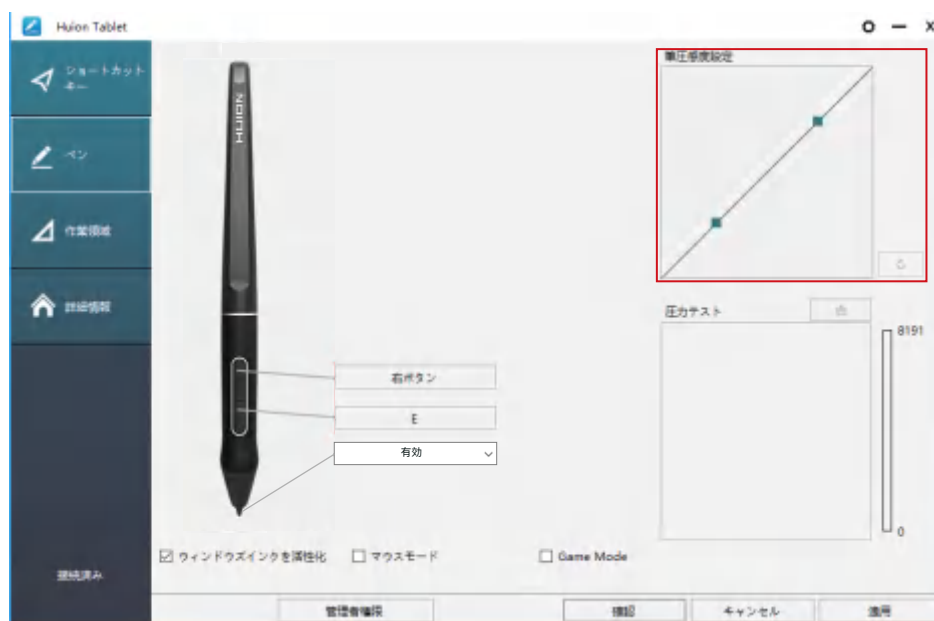 Huion Tablet
ショートカット
キー
ペン
作業領域
詳細情報
接続済み
HUION
右ボタン
E
有効
筆圧感度設定
圧力テスト
8191
0
ウィンドウズインクを活性化
マウスモード
Game Mode
管理者権限
確認
キャンセル
適用